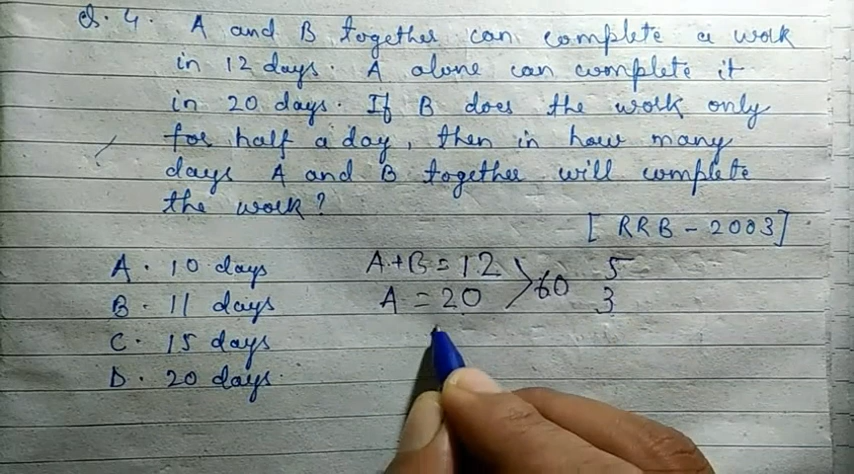 Q. 4. A and B together can complete a work
in 12 days. A alone can complete it
in 20 days. If B does the work only
for half a day, then in how many
days A and B together will complete
the work?
[RRB - 2003]
A. 10 days
B. 11 days
C. 15 days
D. 20 days.
A+B = 12 > 60 5
A = 20 3